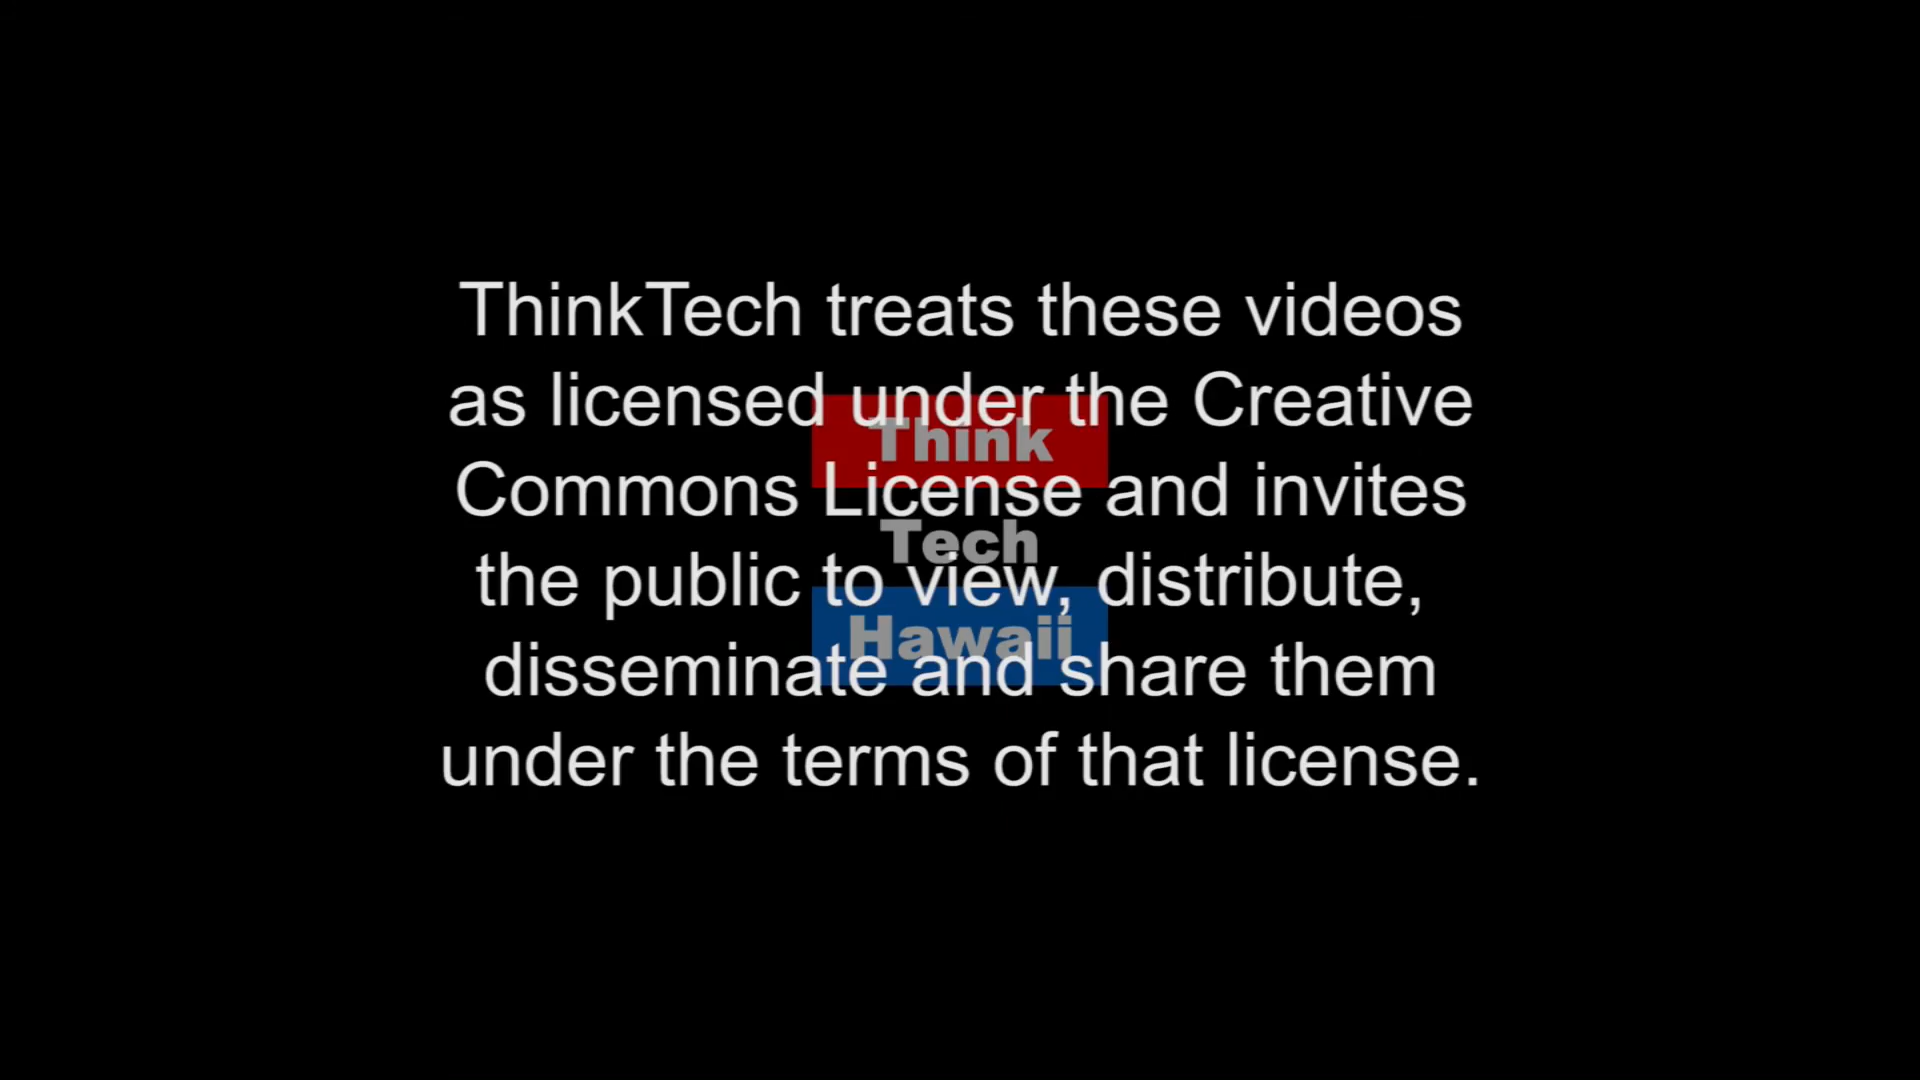 ThinkTech treats these videos
as licensed under the Creative
Think
Commons License and invites
Tech
the public to view, distribute,
Hawaii
disseminate and share them
under the terms of that license.